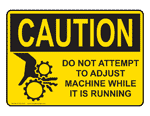 CAUTION
DO NOT ATTEMPT
TO ADJUST
MACHINE WHILE
IT IS RUNNING